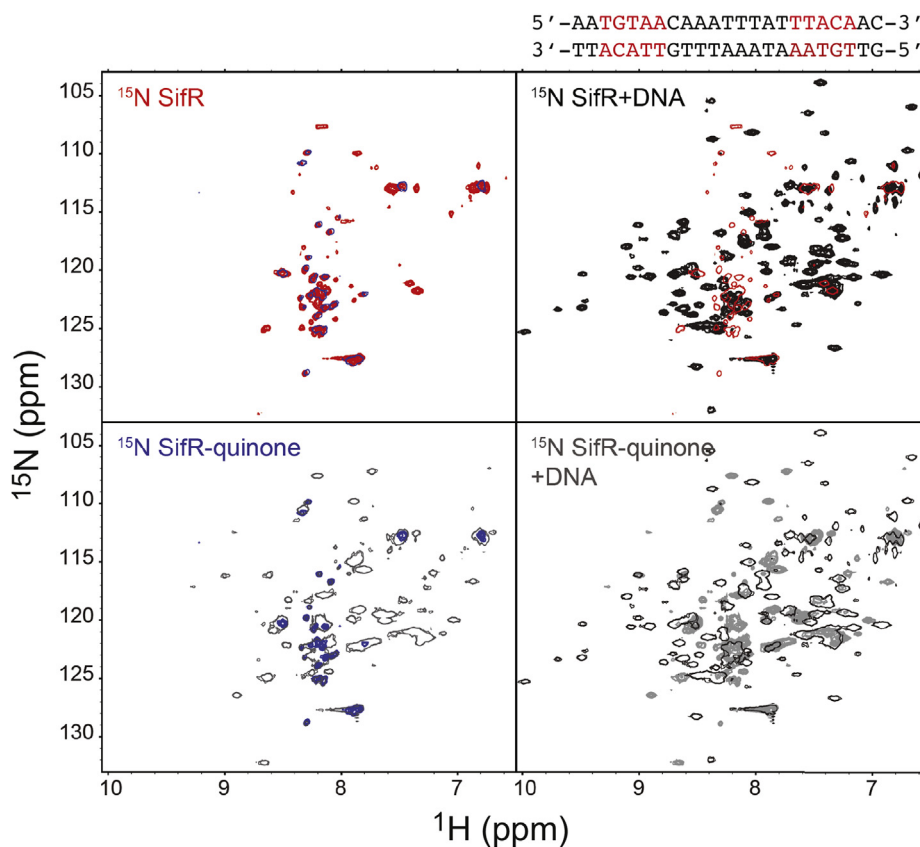 5’-AATGTAACAAATTTATTTACAAC-3’
3‘-TTACATTGTTTAAATAAATGTTG-5’
¹⁵N SifR
¹⁵N SifR+DNA
105
110
115
120
125
130
¹⁵N SifR-quinone
¹⁵N SifR-quinone
+DNA
105
110
115
120
125
130
¹⁵N (ppm)
10 9 8 7 10 9 8 7
¹H (ppm)